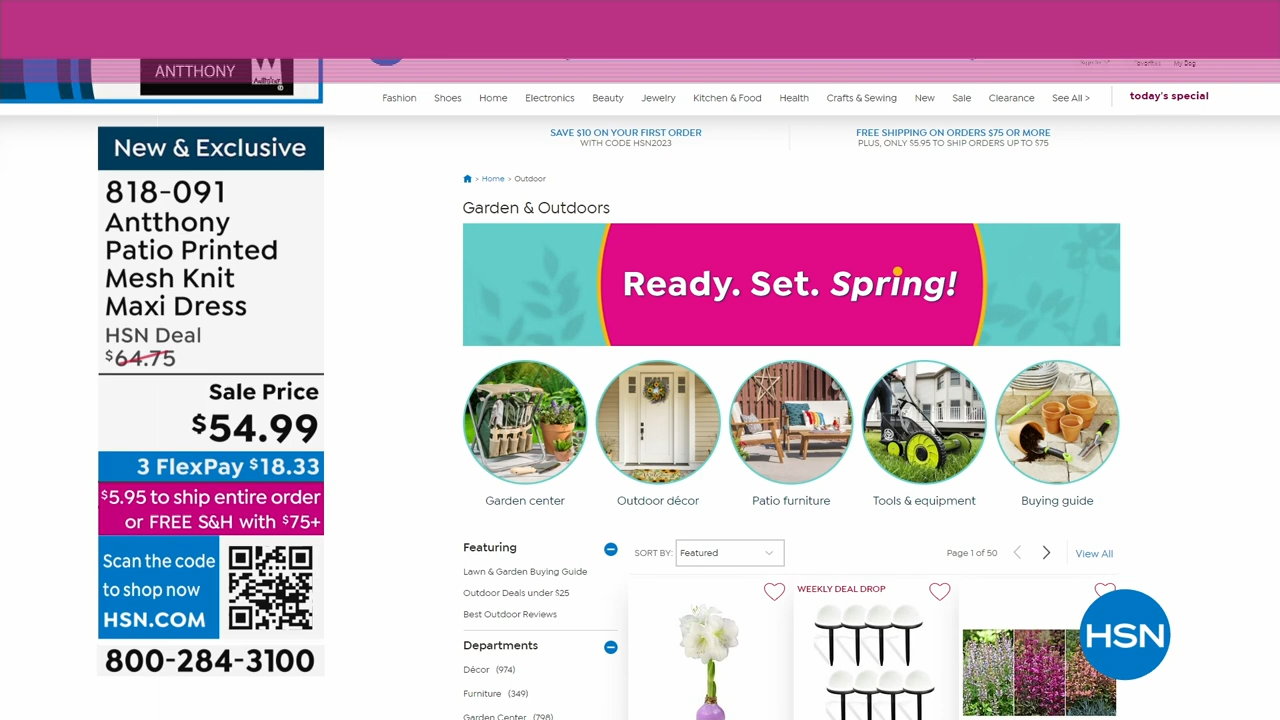 ANTTHONY
New & Exclusive
818-091
Antthony
Patio Printed
Mesh Knit
Maxi Dress
HSN Deal
$64.75
Sale Price
$54.99
3 FlexPay $18.33
$5.95 to ship entire order
or FREE S&H with $75+
Scan the code
to shop now
HSN.COM
800-284-3100
Fashion Shoes Home Electronics Beauty Jewelry Kitchen & Food Health Crafts & Sewing New Sale Clearance See All > today's special
SAVE $10 ON YOUR FIRST ORDER
WITH CODE HSN2023
FREE SHIPPING ON ORDERS $75 OR MORE
PLUS, ONLY $5.95 TO SHIP ORDERS UP TO $75
> Home > Outdoor
Garden & Outdoors
Ready. Set. Spring!
Garden center Outdoor décor Patio furniture Tools & equipment Buying guide
Featuring
Lawn & Garden Buying Guide
Outdoor Deals under $25
Best Outdoor Reviews
Departments
Décor (974)
Furniture (349)
Garden Center (798)
SORT BY: Featured
Page 1 of 50
View All
WEEKLY DEAL DROP
HSN